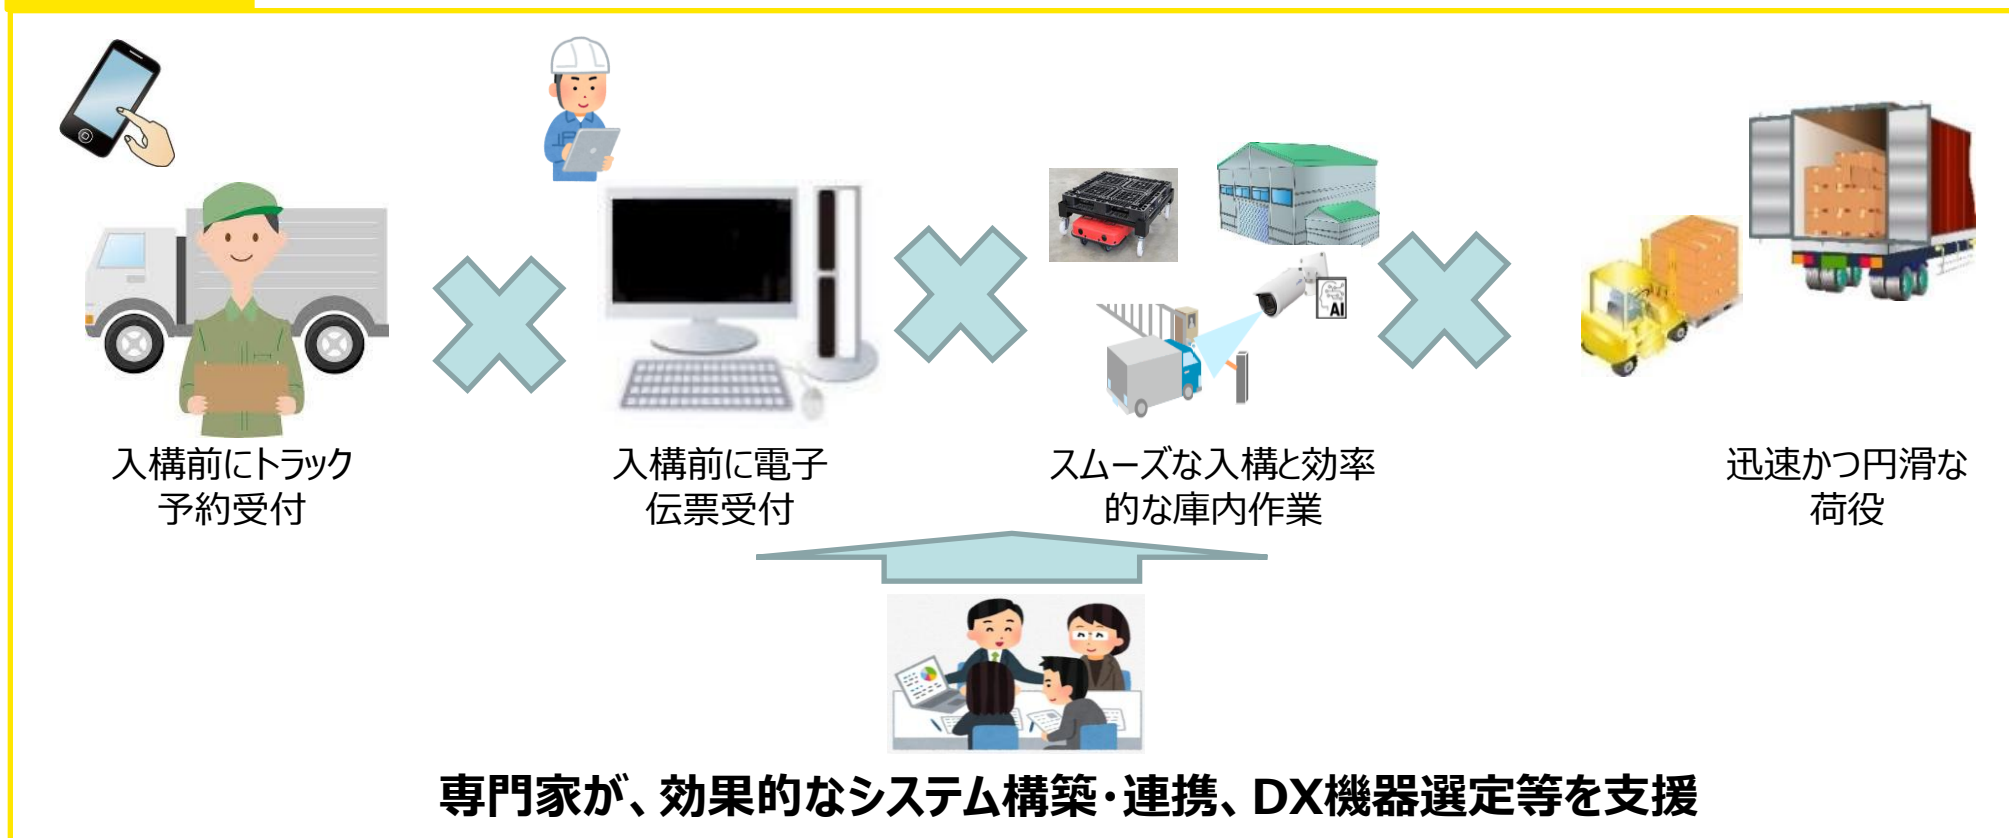 AI
入構前にトラック
予約受付
入構前に電子
伝票受付
スムーズな入構と効率
的な庫内作業
迅速かつ円滑な
荷役
専門家が、効果的なシステム構築・連携、DX機器選定等を支援